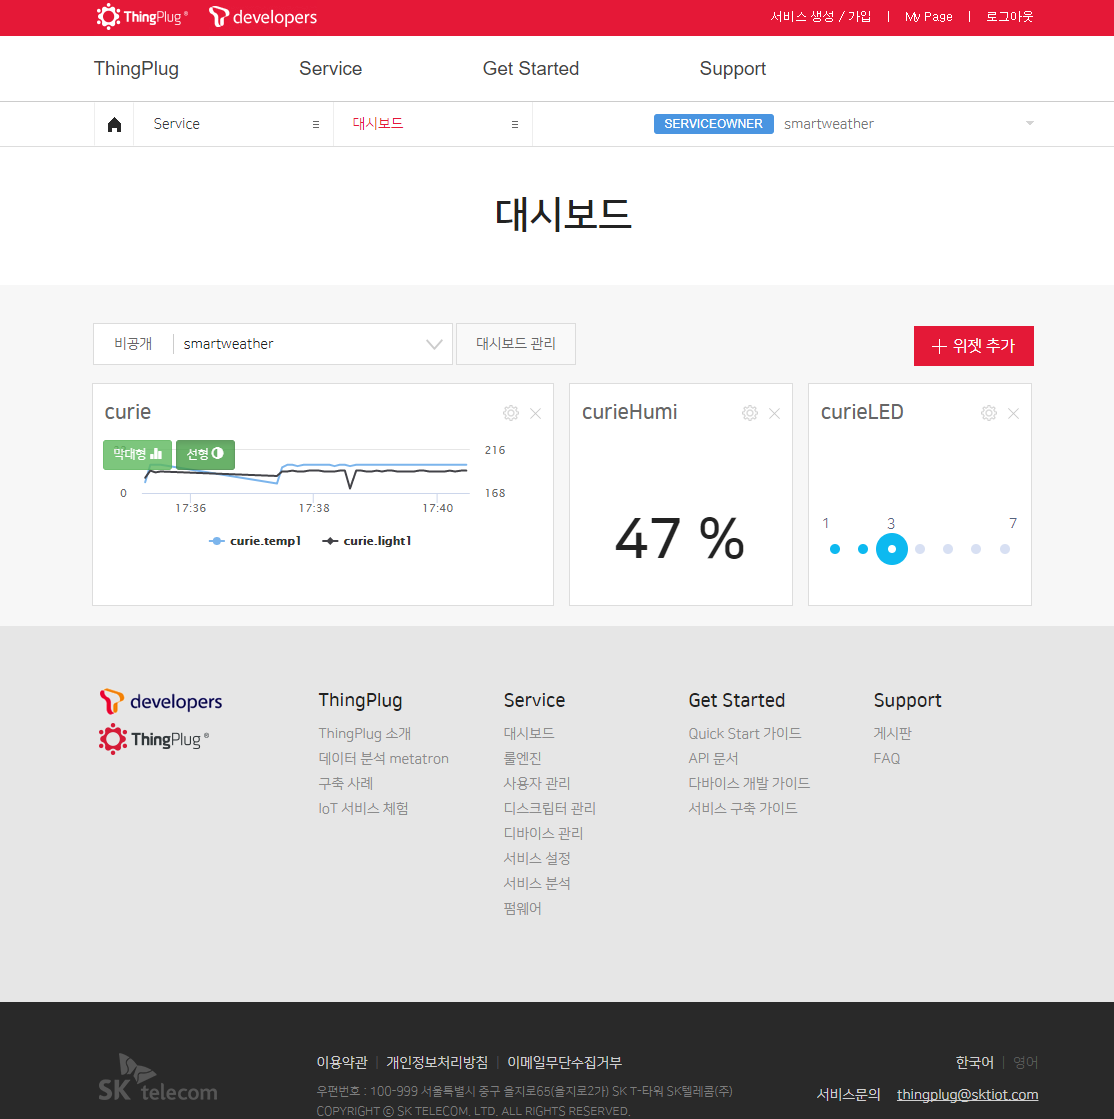 ThingPlug® developers 서비스 생성 / 가입 | My Page | 로그아웃
ThingPlug Service Get Started Support
Service 대시보드 SERVICEOWNER smartweather
대시보드
비공개 smartweather 대시보드 관리 + 위젯 추가
curie
막대형 선형
216
0 168
17:36 17:38 17:40
curie.temp1 curie.light1
curieHumi
47 %
curieLED
1 3 7
developers
ThingPlug®
ThingPlug
ThingPlug 소개
데이터 분석 metatron
구축 사례
IoT 서비스 체험
Service
대시보드
룰엔진
사용자 관리
디스크립터 관리
디바이스 관리
서비스 설정
서비스 분석
펌웨어
Get Started
Quick Start 가이드
API 문서
다바이스 개발 가이드
서비스 구축 가이드
Support
게시판
FAQ
SK telecom
이용약관 | 개인정보처리방침 | 이메일무단수집거부
우편번호 : 100-999 서울특별시 중구 을지로65(을지로2가) SK T-타워 SK텔레콤(주)
COPYRIGHT ⓒ SK TELECOM. LTD. ALL RIGHTS RESERVED.
한국어 | 영어
서비스문의 thingplug@sktiot.com